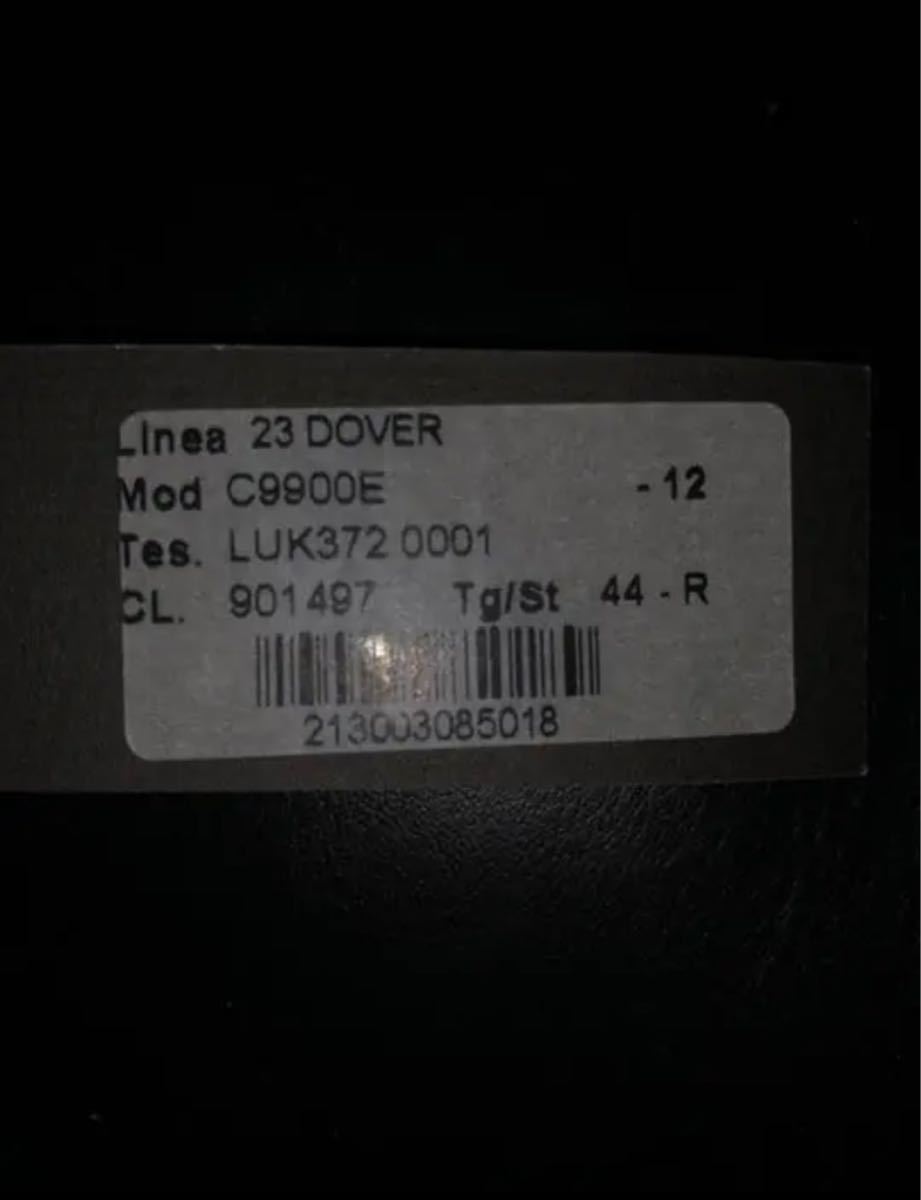 Linea 23 DOVER
Mod C9900E - 12
Tes. LUK372 0001
CL. 901497 Tg/St 44 - R
213003085018